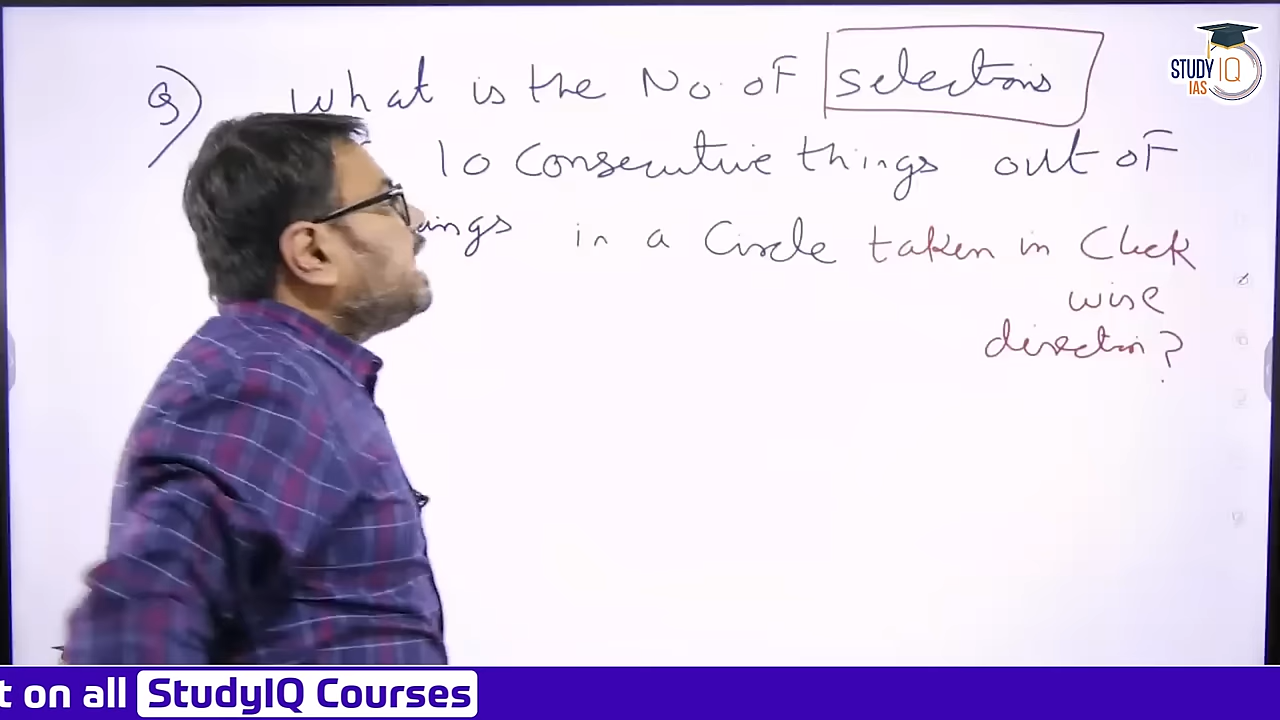 Q) What is the No. of selections
10 consecutive things out of
ings in a Circle taken in Clock
wise
direction?
STUDY IQ
IAS
t on all StudyIQ Courses